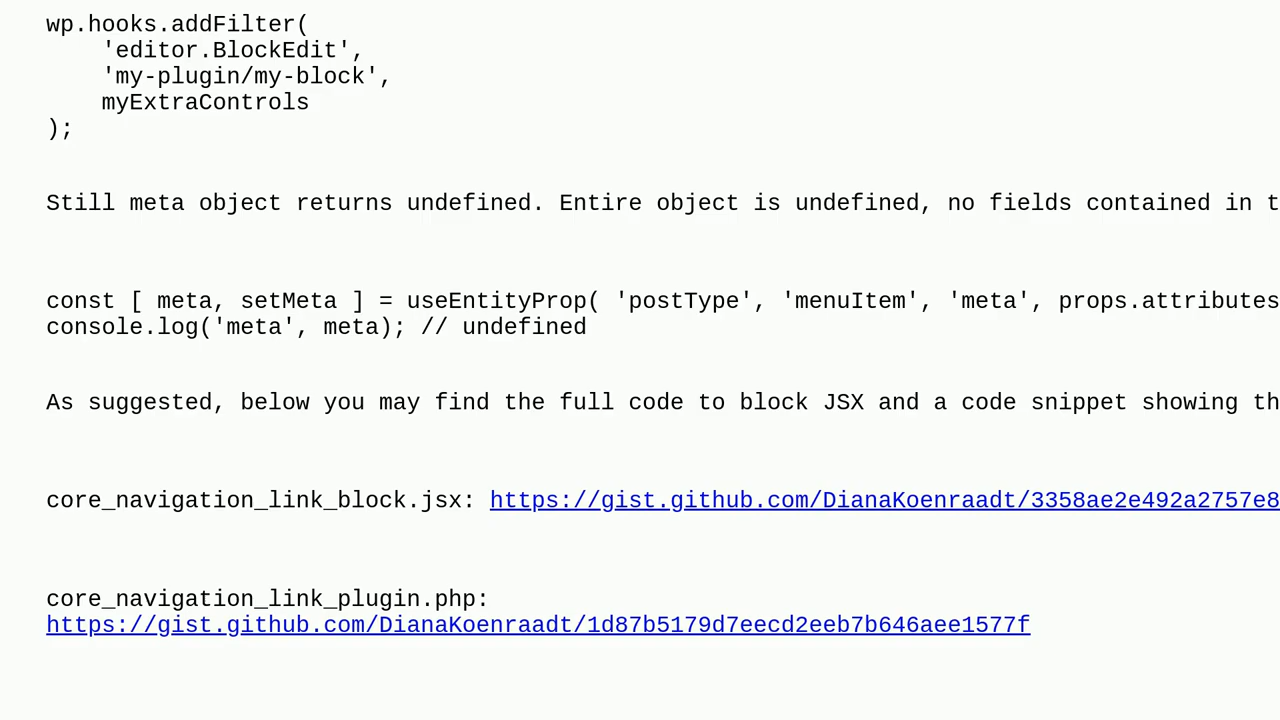 wp.hooks.addFilter(
    'editor.BlockEdit',
    'my-plugin/my-block',
    myExtraControls
);
Still meta object returns undefined. Entire object is undefined, no fields contained in
const [ meta, setMeta ] = useEntityProp( 'postType', 'menuItem', 'meta', props.attributes
console.log('meta', meta); // undefined
As suggested, below you may find the full code to block JSX and a code snippet showing
core_navigation_link_block.jsx: https://gist.github.com/DianaKoenraadt/3358ae2e492a2757e8
core_navigation_link_plugin.php:
https://gist.github.com/DianaKoenraadt/1d87b5179d7eecd2eeb7b646aee1577f